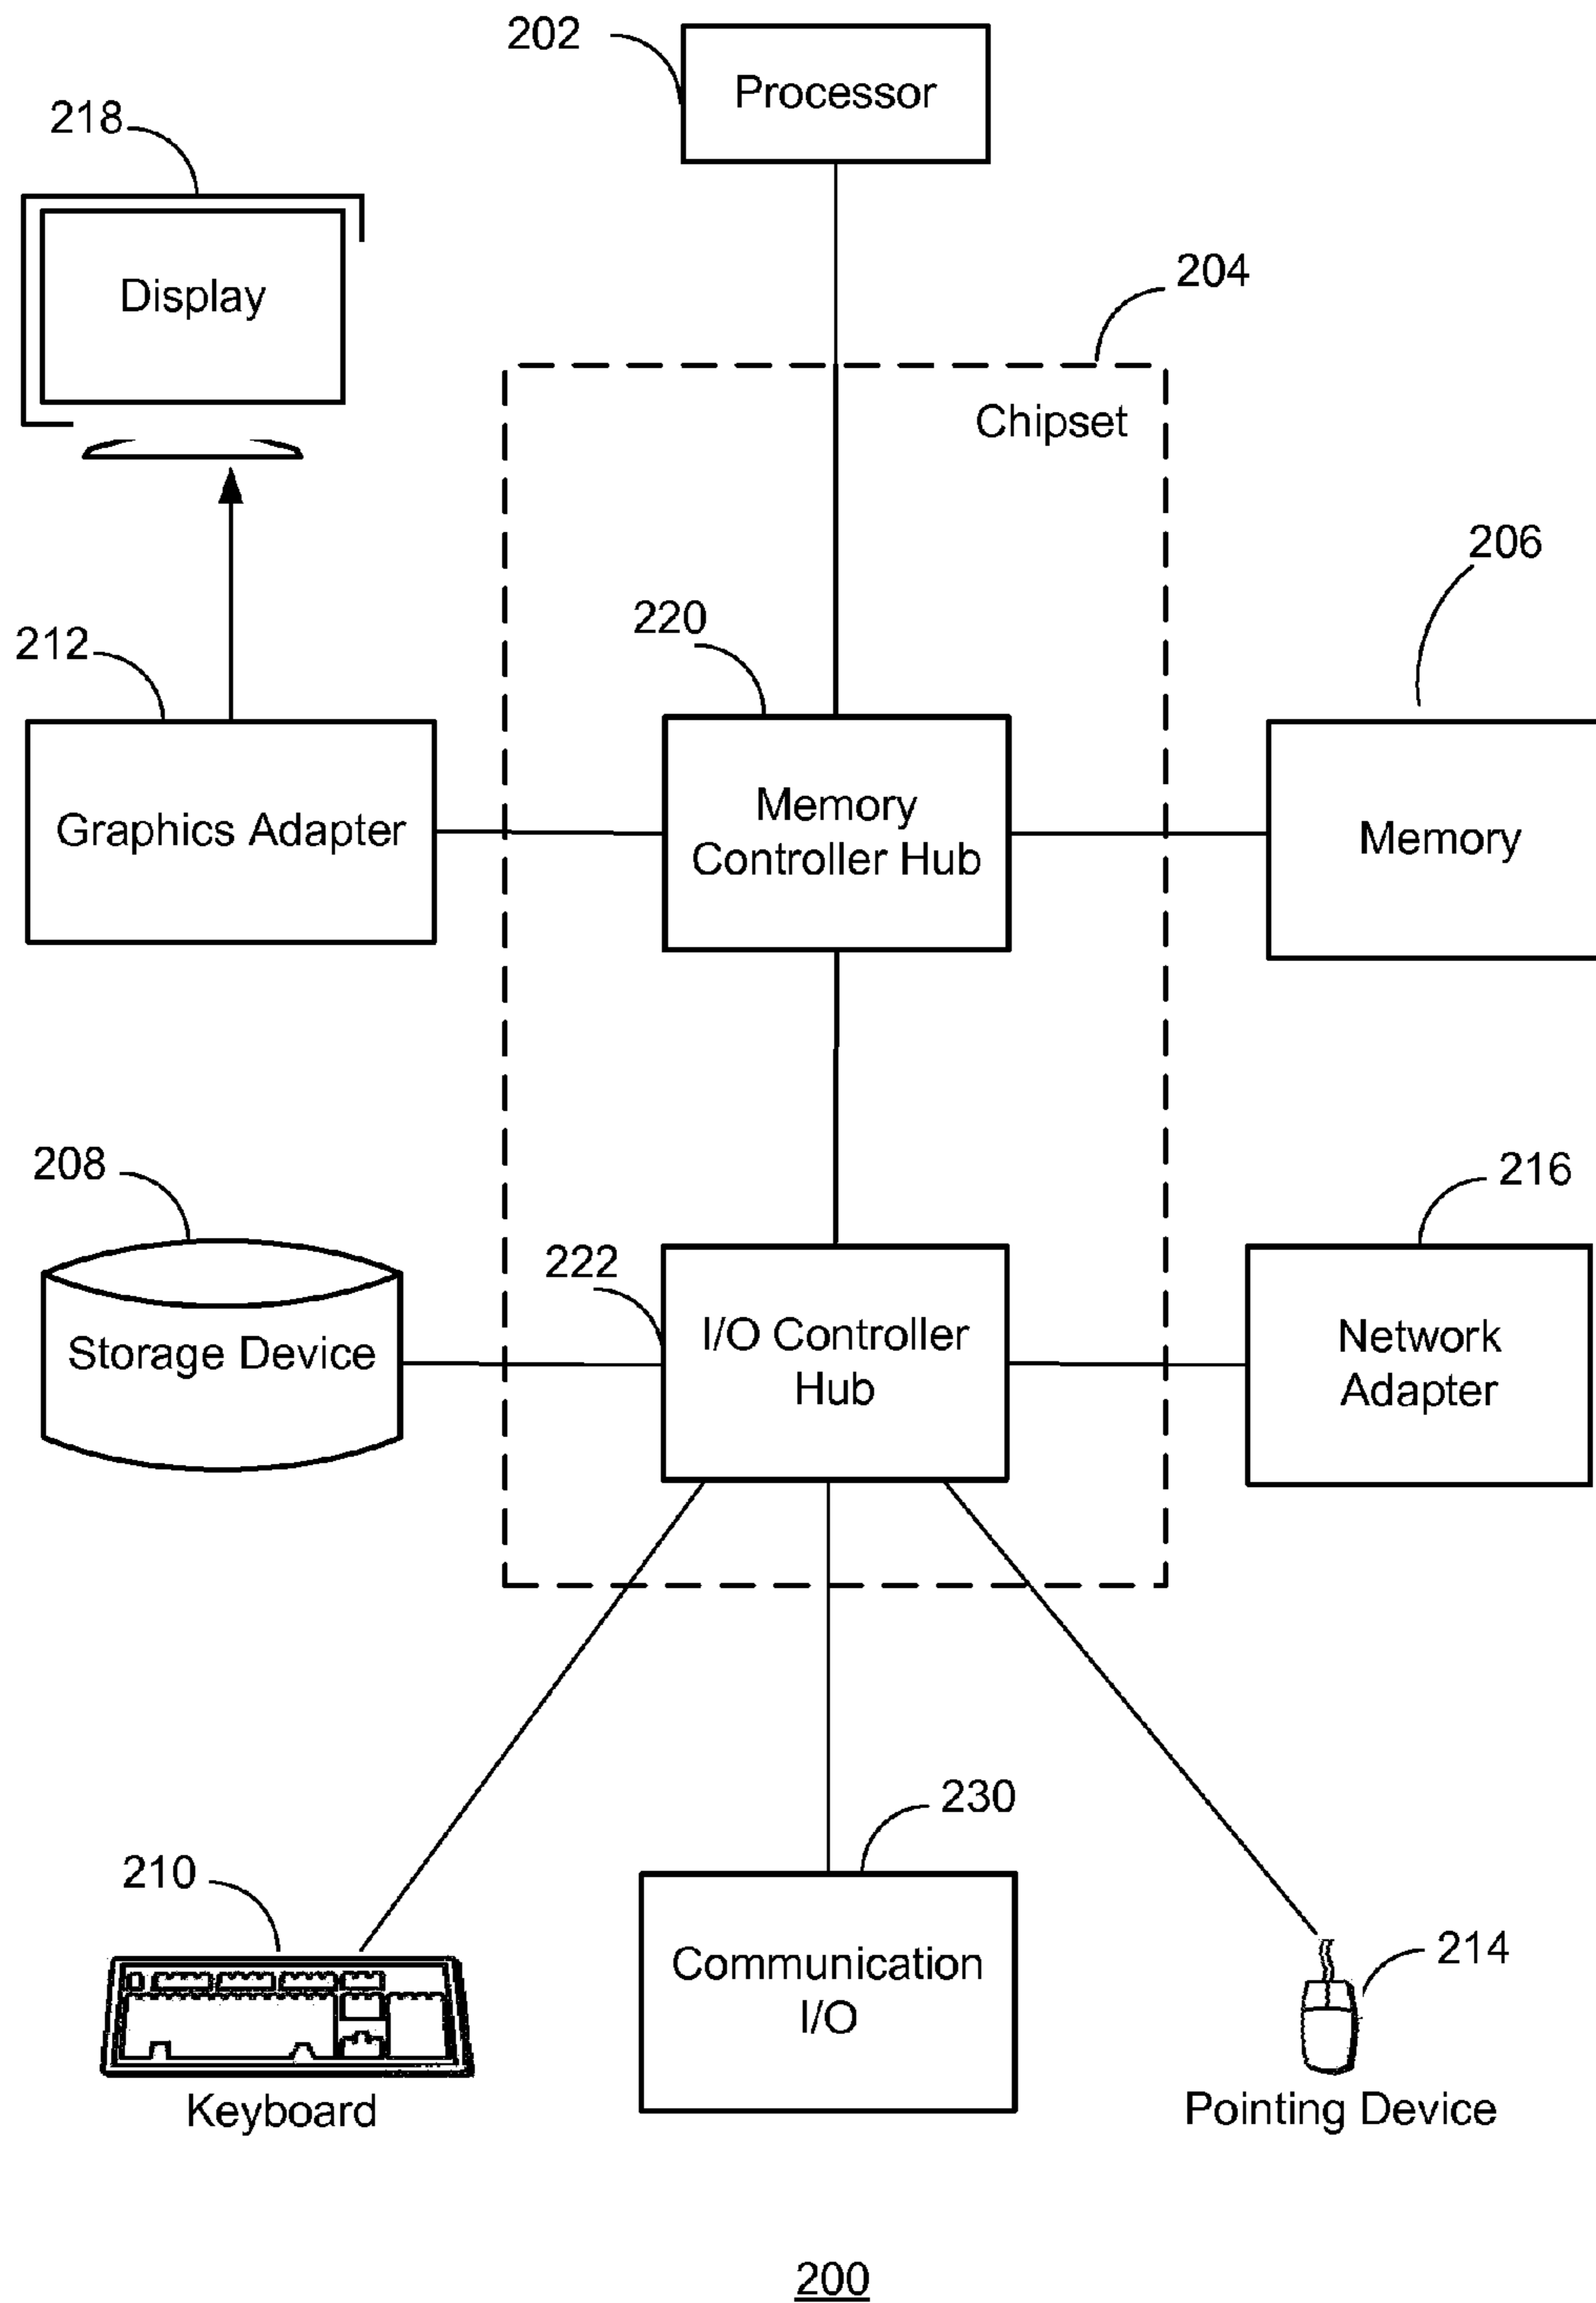 202
Processor
218
Display
204
Chipset
206
220
212
Graphics Adapter
Memory
Controller Hub
Memory
208
216
222
Storage Device
I/O Controller
Hub
Network
Adapter
230
210
Communication
I/O
214
Keyboard
Pointing Device
200